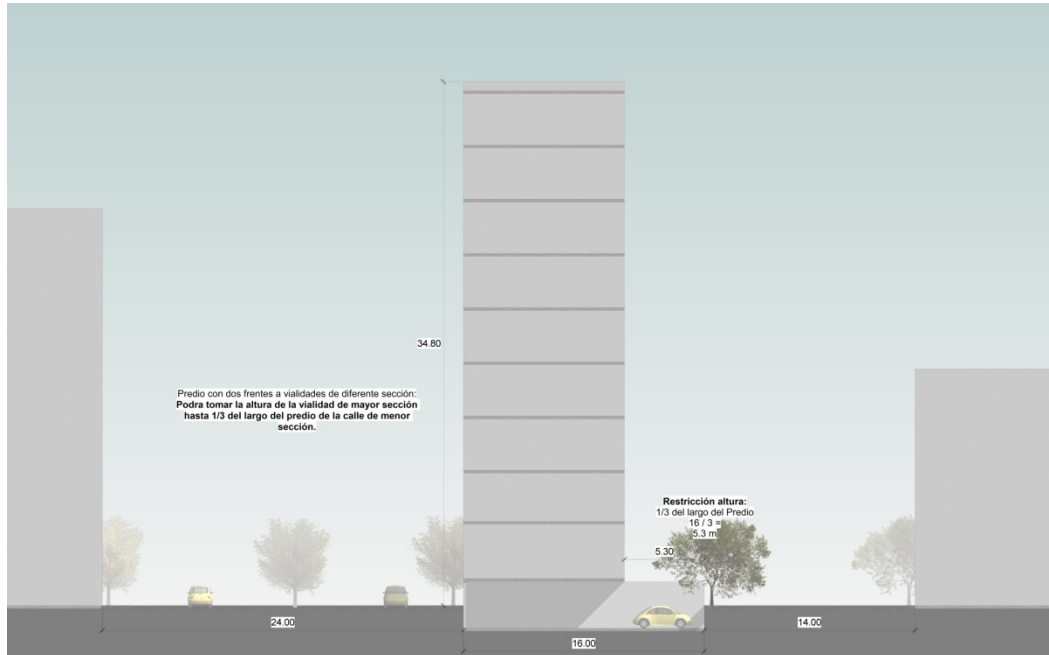 34.80
Predio con dos frentes a vialidades de diferente sección:
Podra tomar la altura de la vialidad de mayor sección
hasta 1/3 del largo del predio de la calle de menor
sección.
Restricción altura:
1/3 del largo del Predio
16 / 3 =
5.3 m
5.30
24.00
14.00
16.00